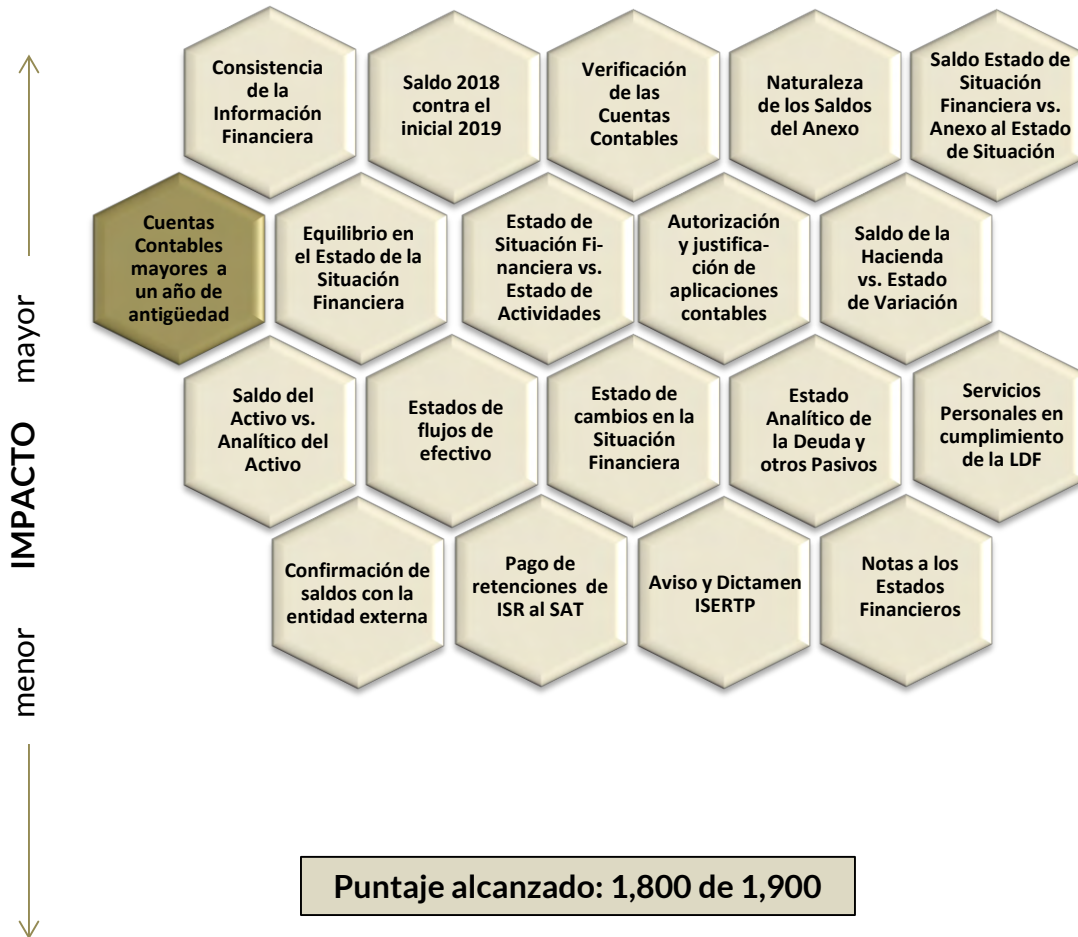 Consistencia
de la
Información
Financiera
Saldo 2018
contra el
inicial 2019
Verificación
de las
Cuentas
Contables
Naturaleza
de los Saldos
del Anexo
Saldo Estado de
Situación
Financiera vs.
Anexo al Estado
de Situación
Cuentas
Contables
mayores a
un año de
antigüedad
Equilibrio en
el Estado de la
Situación
Financiera
Estado de
Situación Fi-
nanciera vs.
Estado de
Actividades
Autorización
y justifica-
ción de
aplicaciones
contables
Saldo de la
Hacienda
vs. Estado
de Variación
Saldo del
Activo vs.
Analítico del
Activo
Estados de
flujos de
efectivo
Estado de
cambios en la
Situación
Financiera
Estado
Analítico de
la Deuda y
otros Pasivos
Servicios
Personales en
cumplimiento
de la LDF
Confirmación de
saldos con la
entidad externa
Pago de
retenciones de
ISR al SAT
Aviso y Dictamen
ISERTP
Notas a los
Estados
Financieros
menor IMPACTO mayor
Puntaje alcanzado: 1,800 de 1,900